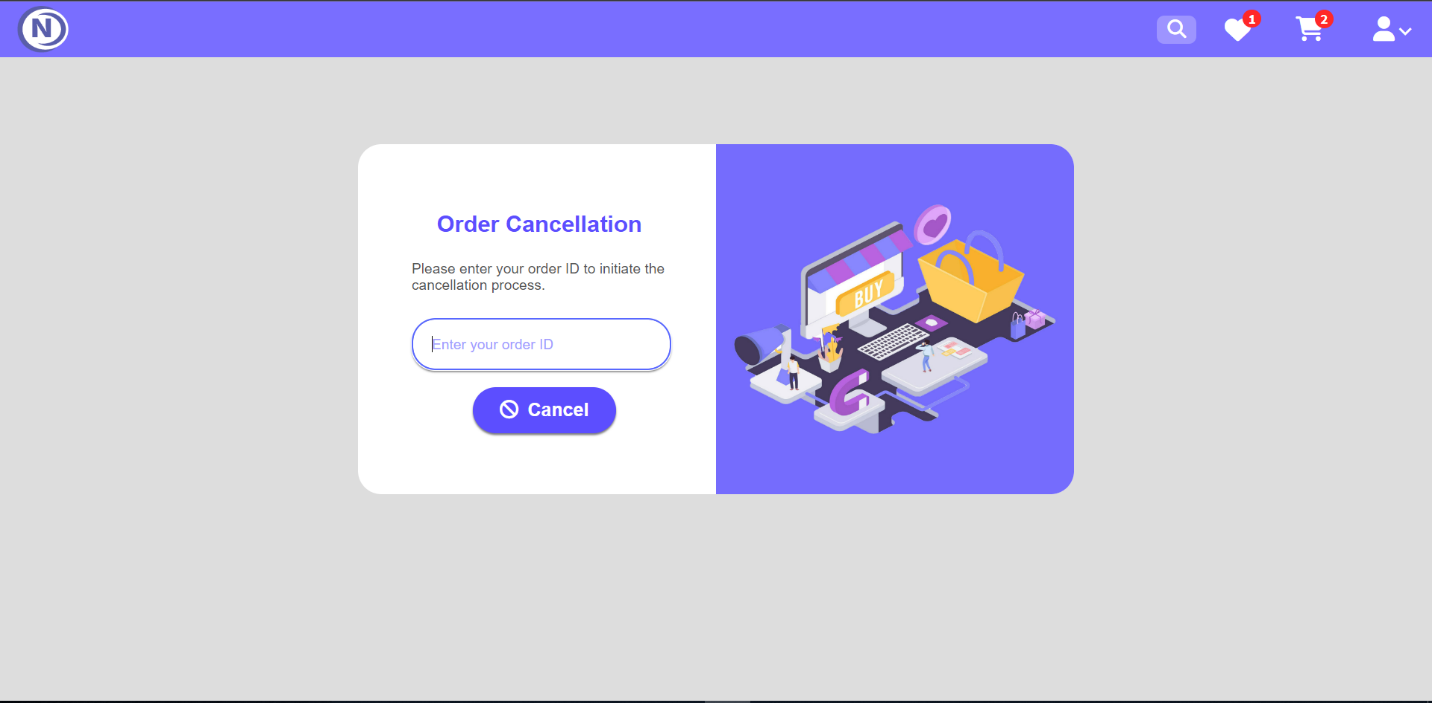 N
1
2
Order Cancellation
Please enter your order ID to initiate the
cancellation process.
Enter your order ID
Cancel
BUY